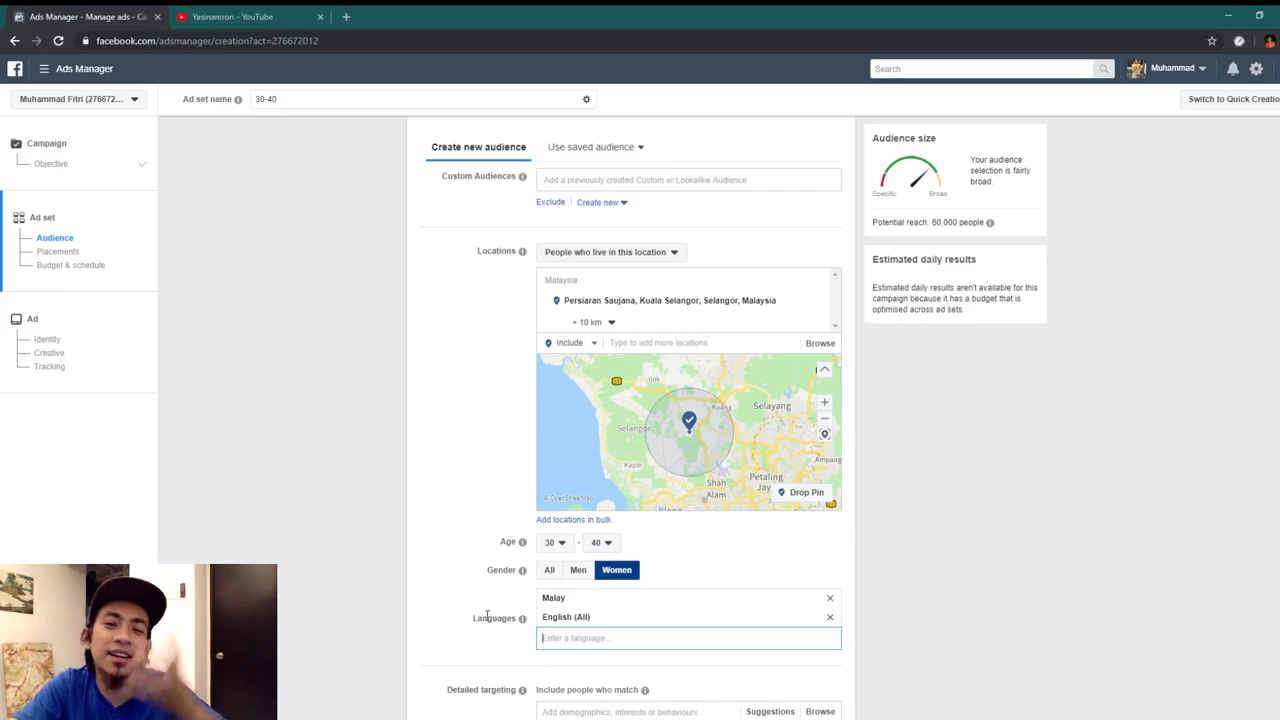 Ads Manager - Manage ads - Ca
Yasinamron - YouTube
facebook.com/adsmanager/creation?act=276672012
Ads Manager
Search
Muhammad
Muhammad Fitri (276672...
Ad set name
30-40
Switch to Quick Creatio
Campaign
Objective
Ad set
Audience
Placements
Budget & schedule
Ad
Identity
Creative
Tracking
Create new audience
Use saved audience
Custom Audiences
Add a previously created Custom or Lookalike Audience
Exclude
Create new
Locations
People who live in this location
Malaysia
Persiaran Saujana, Kuala Selangor, Selangor, Malaysia
+ 10 km
Include
Type to add more locations
Browse
Ijok
Kuang
Selayang
Selangor
Kapar
Ampang
Shah
Alam
Petaling
Jay
Klang
© OpenStreetMap
Drop Pin
Add locations in bulk
Age
30 - 40
Gender
All
Men
Women
Languages
Malay
English (All)
Enter a language...
Detailed targeting
Include people who match
Add demographics, interests or behaviours
Suggestions
Browse
Audience size
Specific
Broad
Your audience
selection is fairly
broad.
Potential reach: 60,000 people
Estimated daily results
Estimated daily results aren't available for this
campaign because it has a budget that is
optimised across ad sets.